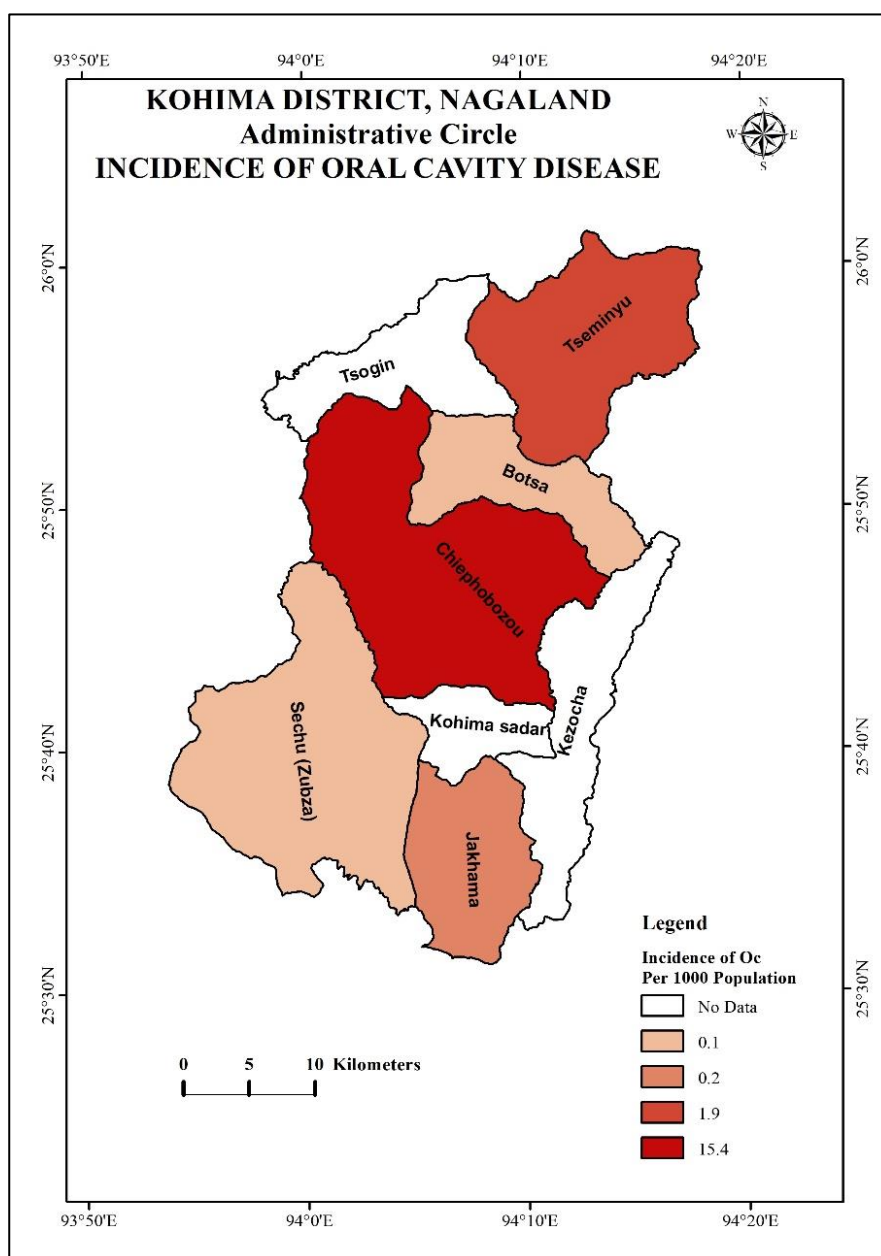 93°50'E 94°0'E 94°10'E 94°20'E
KOHIMA DISTRICT, NAGALAND
Administrative Circle
INCIDENCE OF ORAL CAVITY DISEASE
N
W E
S
26°0'N 26°0'N
Tseminyu
Tsogin
Botsa
25°50'N 25°50'N
Chiephobozou
Kezocha
Kohima sadar
25°40'N 25°40'N
Sechu (Zubza)
Jakhama
Legend
Incidence of Oc
Per 1000 Population
No Data
0.1
0.2
1.9
15.4
25°30'N 25°30'N
0 5 10 Kilometers
93°50'E 94°0'E 94°10'E 94°20'E